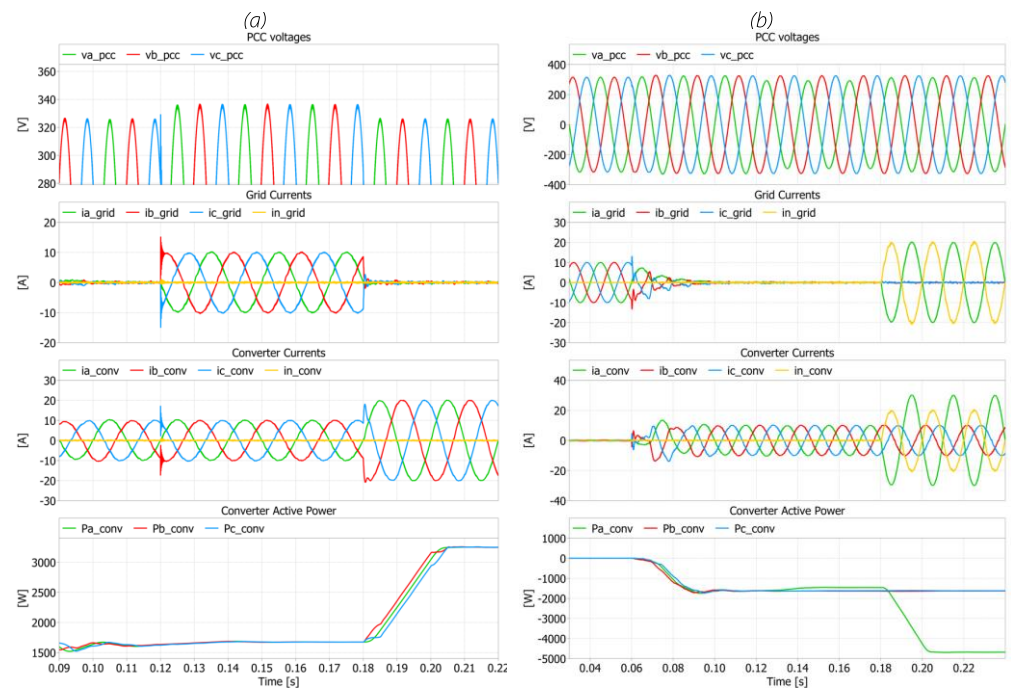 (a)
PCC voltages
va_pcc vb_pcc vc_pcc
360
340
320
300
280
[V]
Grid Currents
ia_grid ib_grid ic_grid in_grid
20
10
0
-10
-20
[A]
Converter Currents
ia_conv ib_conv ic_conv in_conv
30
20
10
0
-10
-20
-30
[A]
Converter Active Power
Pa_conv Pb_conv Pc_conv
3000
2500
2000
1500
[W]
0.09 0.10 0.11 0.12 0.13 0.14 0.15 0.16 0.17 0.18 0.19 0.20 0.21 0.22
Time [s]
(b)
PCC voltages
va_pcc vb_pcc vc_pcc
400
200
0
-200
-400
[V]
Grid Currents
ia_grid ib_grid ic_grid in_grid
30
20
10
0
-10
-20
-30
[A]
Converter Currents
ia_conv ib_conv ic_conv in_conv
40
20
0
-20
-40
[A]
Converter Active Power
Pa_conv Pb_conv Pc_conv
1000
0
-1000
-2000
-3000
-4000
-5000
[W]
0.04 0.06 0.08 0.10 0.12 0.14 0.16 0.18 0.20 0.22
Time [s]